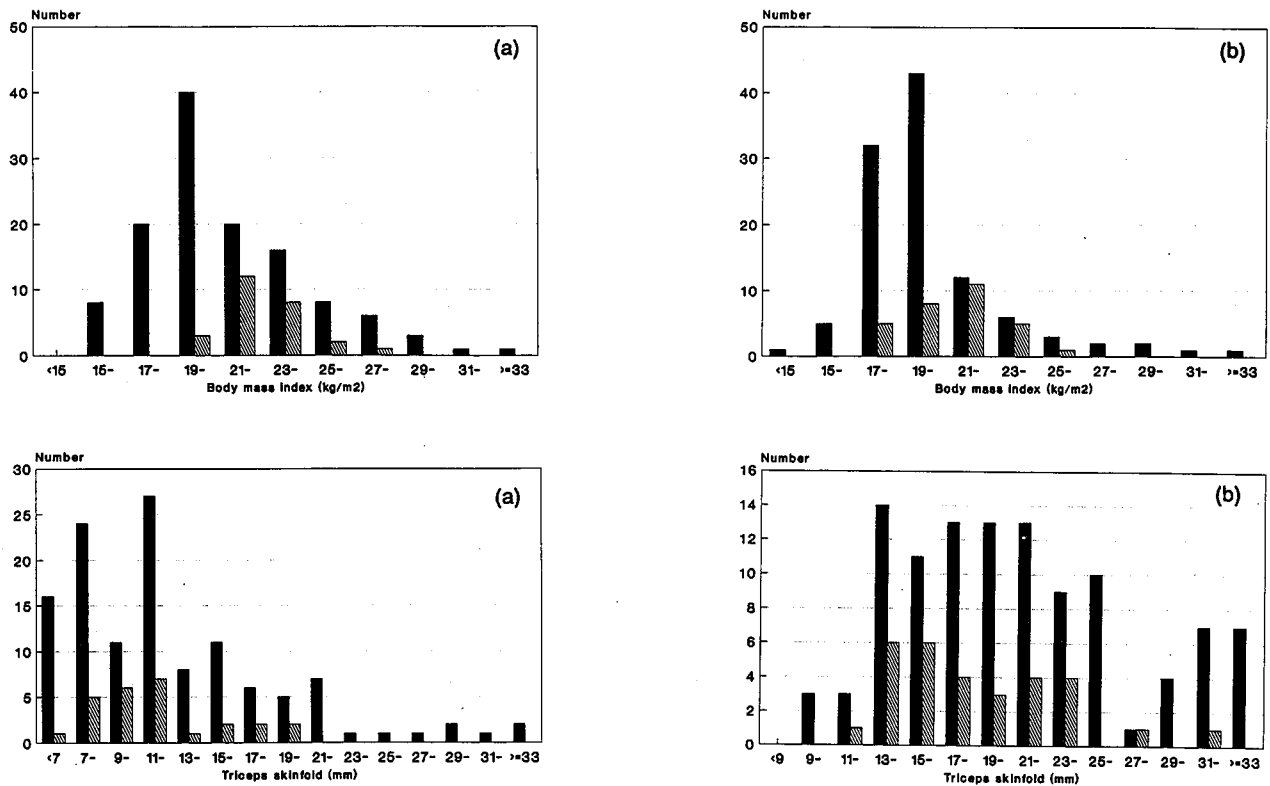 Number
50
(a)
40
30
20
10
0
<15 15- 17- 19- 21- 23- 25- 27- 29- 31- >=33
Body mass index (kg/m2)
Number
50
(b)
40
30
20
10
0
<15 15- 17- 19- 21- 23- 25- 27- 29- 31- >=33
Body mass index (kg/m2)
Number
30
(a)
25
20
15
10
5
0
<7 7- 9- 11- 13- 15- 17- 19- 21- 23- 25- 27- 29- 31- >=33
Triceps skinfold (mm)
Number
16
(b)
14
12
10
8
6
4
2
0
<9 9- 11- 13- 15- 17- 19- 21- 23- 25- 27- 29- 31- >=33
Triceps skinfold (mm)